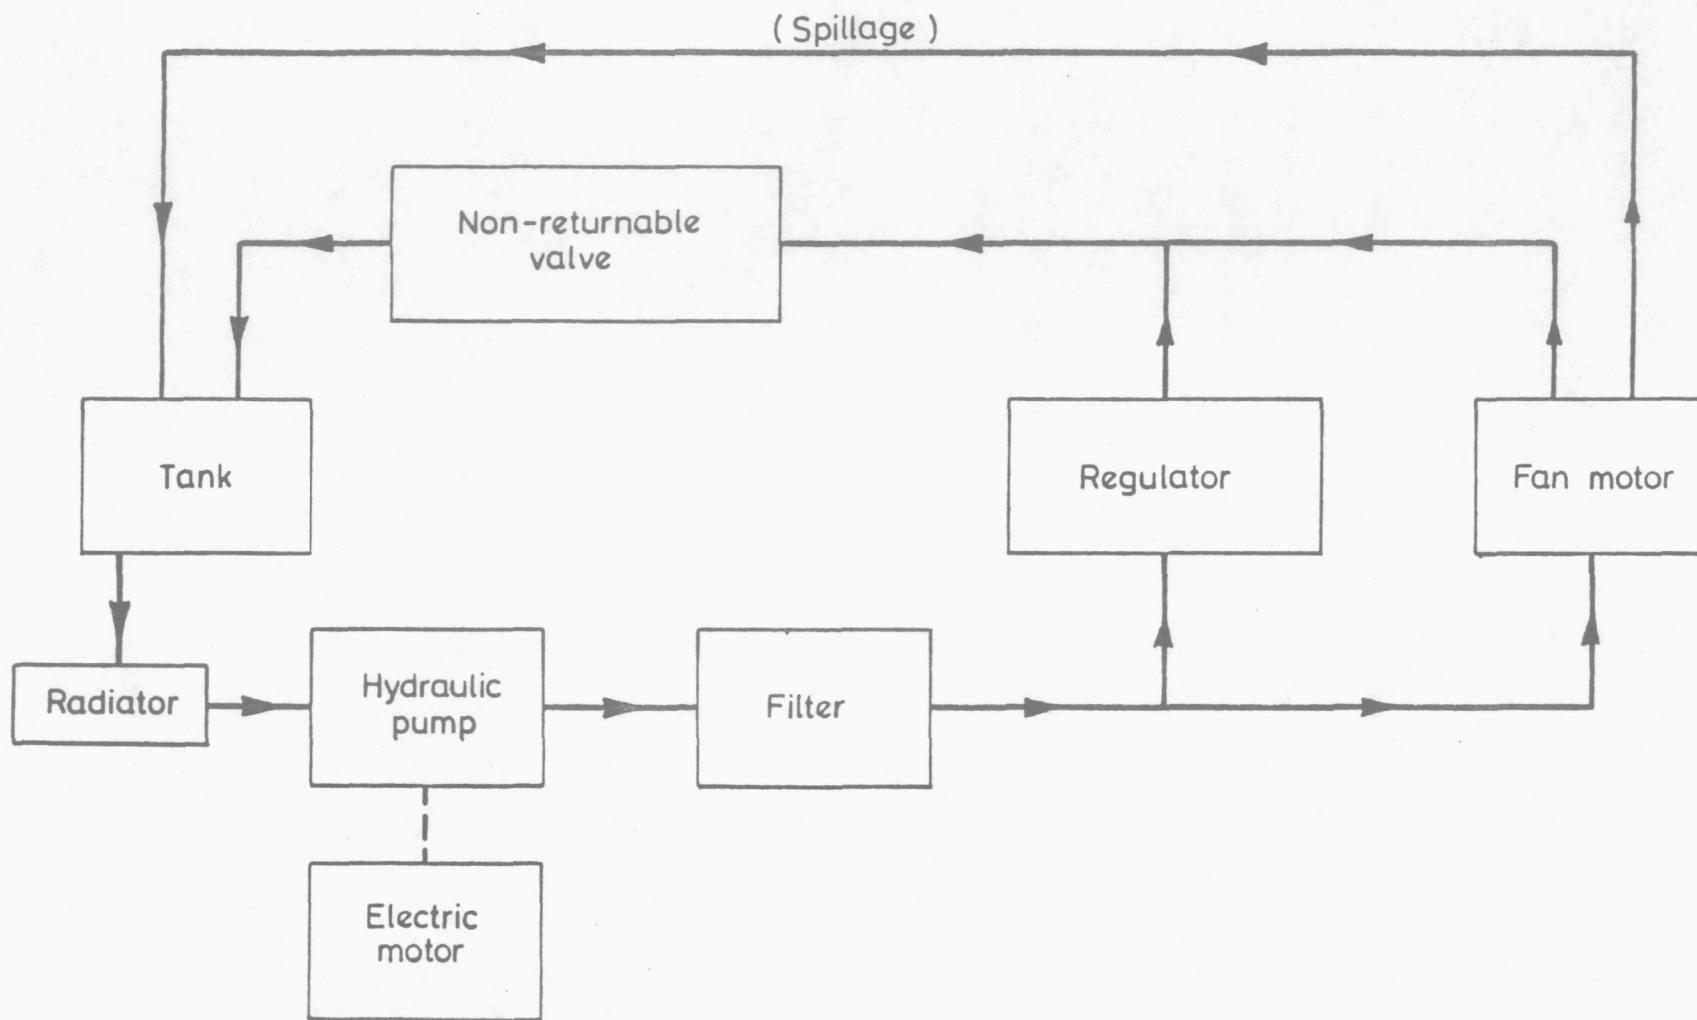 ( Spillage )
Non-returnable
valve
Tank
Regulator
Fan motor
Radiator
Hydraulic
pump
Filter
Electric
motor